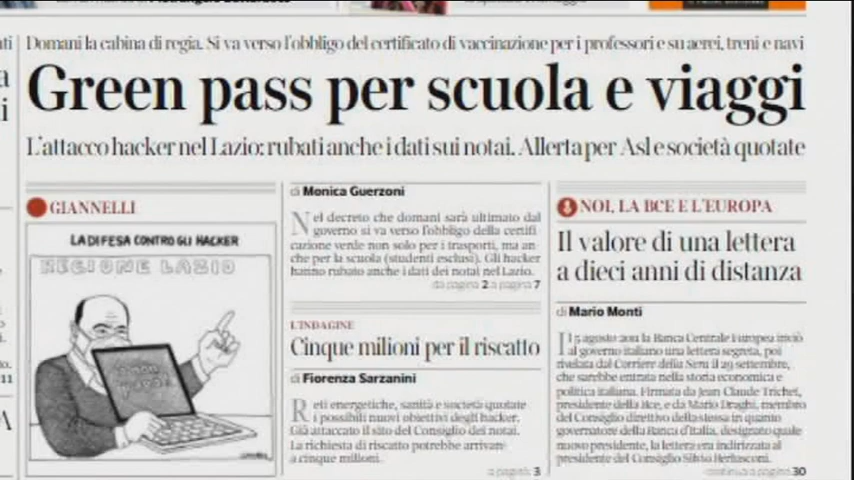 Domani la cabina di regia. Si va verso l'obbligo del certificato di vaccinazione per i professori e su aerei, treni e navi
Green pass per scuola e viaggi
L'attacco hacker nel Lazio: rubati anche i dati sui notai. Allerta per Asl e società quotate
GIANNELLI
LA DIFESA CONTRO GLI HACKER
REGIONE LAZIO
di Monica Guerzoni
Nel decreto che domani sarà ultimato dal
governo si va verso l'obbligo della certifi
cazione verde non solo per i trasporti, ma an-
che per la scuola (studenti esclusi). Gli hacker
hanno rubato anche i dati dei notai nel Lazio.
da pagina 2 a pagina 7
L'INDAGINE
Cinque milioni per il riscatto
di Fiorenza Sarzanini
Reti energetiche, sanità e società quotate
i possibili nuovi obiettivi degli hacker.
Già attaccato il sito del Consiglio dei notai.
La richiesta di riscatto potrebbe arrivare
a cinque milioni.
a pagina 3
NOI, LA BCE E L'EUROPA
Il valore di una lettera
a dieci anni di distanza
di Mario Monti
Il 5 agosto 2011 la Banca Centrale Europea inviò
al governo italiano una lettera segreta, poi
rivelata dal Corriere della Sera il 29 settembre,
che sarebbe entrata nella storia economica e
politica italiana. Firmata da Jean Claude Trichet,
presidente della Bce, e da Mario Draghi, membro
del Consiglio direttivo della stessa in quanto
governatore della Banca d'Italia, designato quale
nuovo presidente, la lettera era indirizzata al
presidente del Consiglio Silvio Berlusconi.
continua a pagina 30